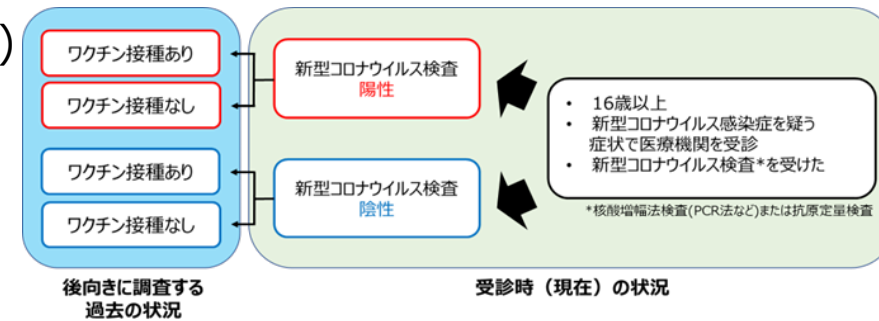 )
ワクチン接種あり
ワクチン接種なし
ワクチン接種あり
ワクチン接種なし
新型コロナウイルス検査
陽性
新型コロナウイルス検査
陰性
• 16歳以上
• 新型コロナウイルス感染症を疑う
症状で医療機関を受診
• 新型コロナウイルス検査*を受けた
*核酸増幅法検査(PCR法など)または抗原定量検査
後向きに調査する
過去の状況
受診時（現在）の状況